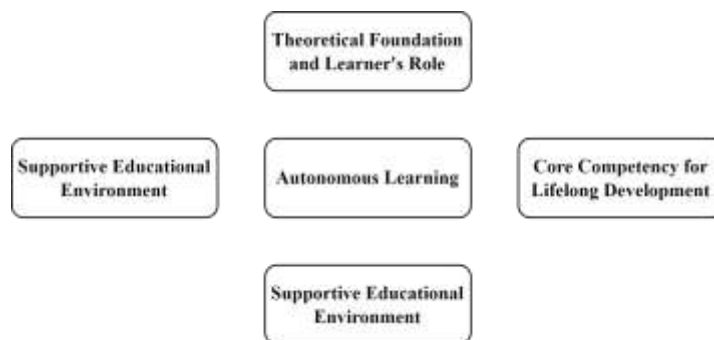 Theoretical Foundation
and Learner's Role
Supportive Educational
Environment
Autonomous Learning
Core Competency for
Lifelong Development
Supportive Educational
Environment